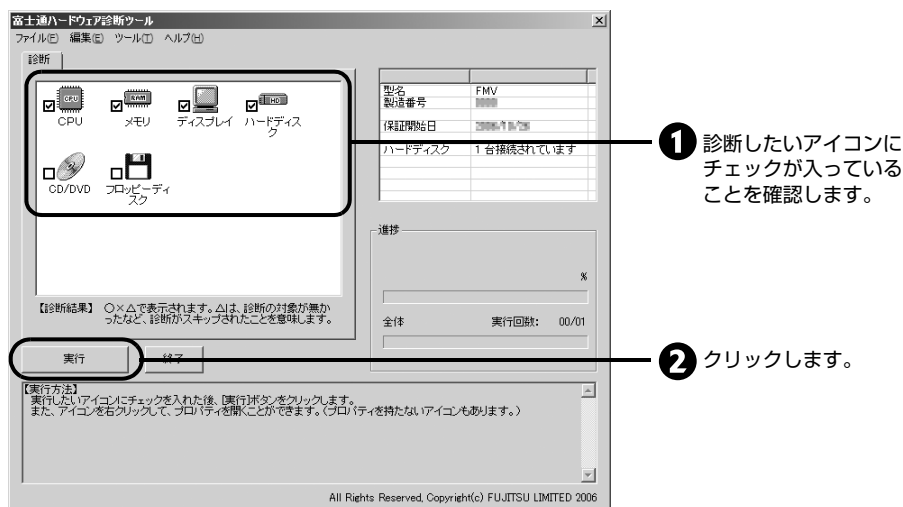 富士通ハードウェア診断ツール
ファイル(F) 編集(E) ツール(T) ヘルプ(H)
診断
CPU
メモリ
ディスプレイ
ハードディス
ク
CD/DVD
フロッピーディ
スク
【診断結果】 ○×△で表示されます。△は、診断の対象が無か
ったなど、診断がスキップされたことを意味します。
実行
終了
型名 FMV
製造番号
保証開始日
ハードディスク 1 台接続されています
進捗
%
全体 実行回数: 00/01
【実行方法】
実行したいアイコンにチェックを入れた後、[実行]ボタンをクリックします。
また、アイコンを右クリックして、プロパティを開くことができます。(プロパティを持たないアイコンもあります。)
All Rights Reserved, Copyright(c) FUJITSU LIMITED 2006
1 診断したいアイコンに
チェックが入っている
ことを確認します。
2 クリックします。